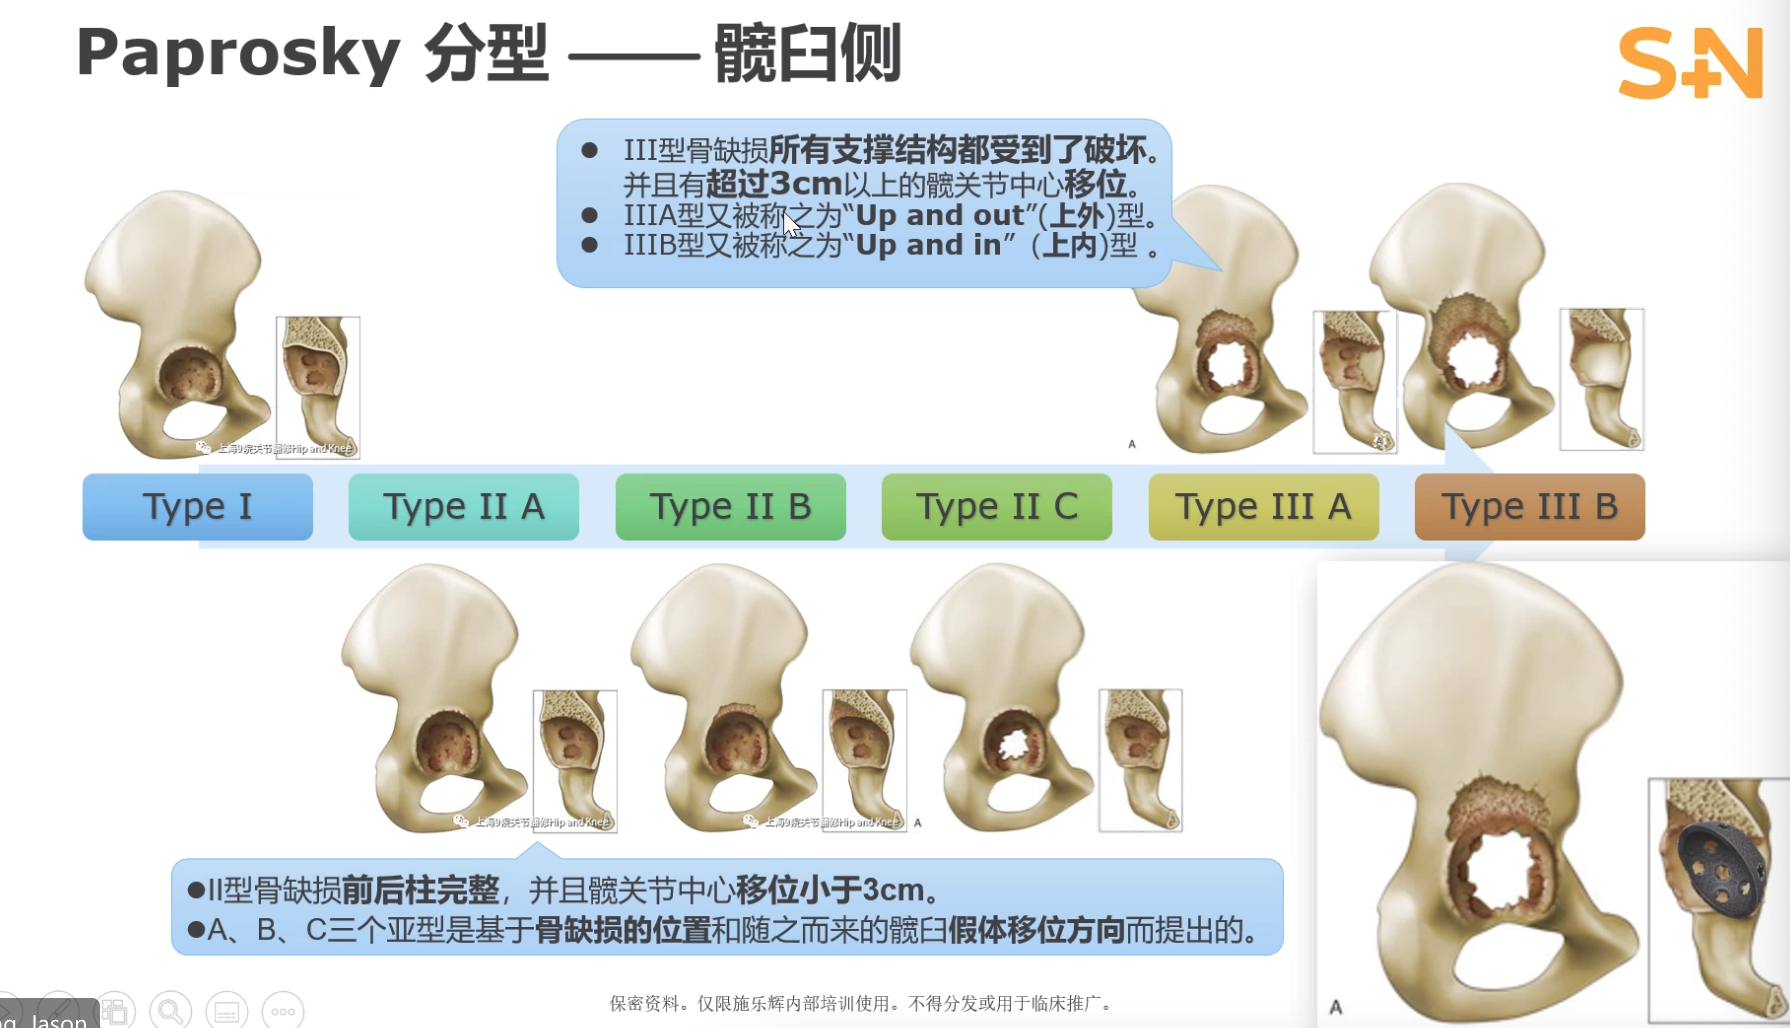 Paprosky 分型 —— 髋臼侧
S+N
● III型骨缺损所有支撑结构都受到了破坏。
并且有超过3cm以上的髋关节中心移位。
● IIIA型又被称之为“Up and out”(上外)型。
● IIIB型又被称之为“Up and in” (上内)型 。
A
A
上海9院关节翻修Hip and Knee
Type I
Type II A
Type II B
Type II C
Type III A
Type III B
上海9院关节翻修Hip and Knee
上海9院关节翻修Hip and Knee
A
●II型骨缺损前后柱完整，并且髋关节中心移位小于3cm。
●A、B、C三个亚型是基于骨缺损的位置和随之而来的髋臼假体移位方向而提出的。
A
保密资料。仅限施乐辉内部培训使用。不得分发或用于临床推广。
Jason